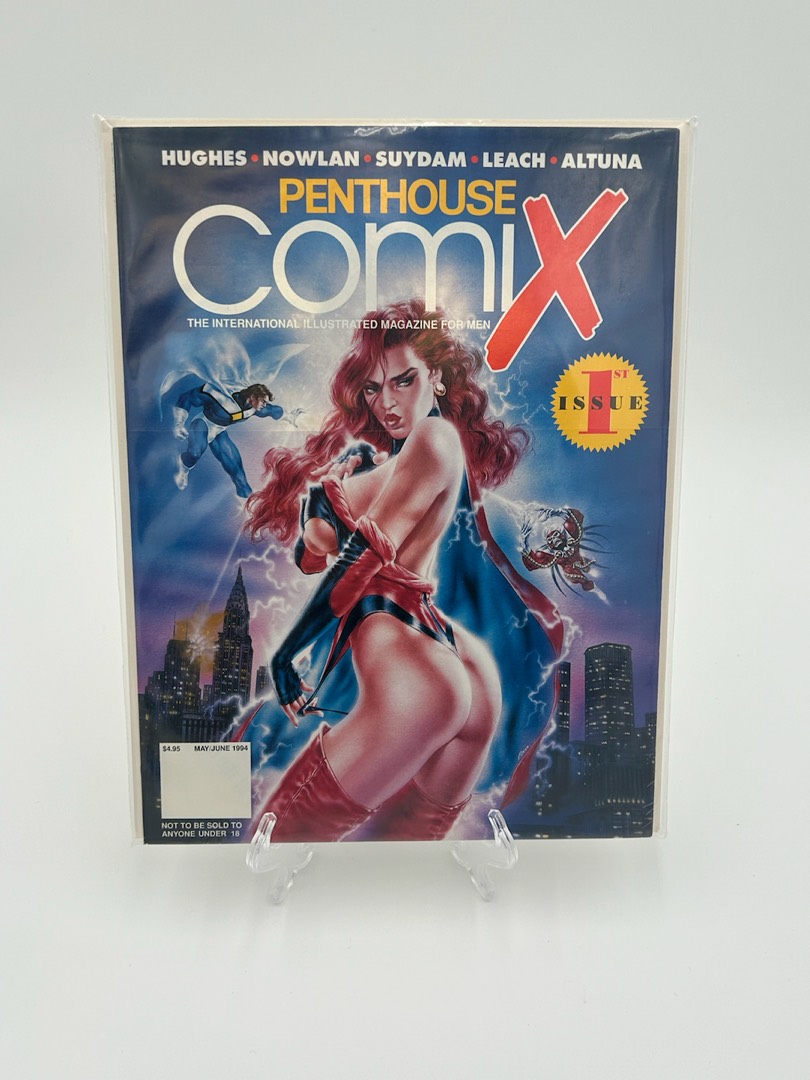 HUGHES • NOWLAN • SUYDAM • LEACH • ALTUNA
PENTHOUSE
comiX
THE INTERNATIONAL ILLUSTRATED MAGAZINE FOR MEN
1ST
ISSUE
$4.95 MAY/JUNE 1994
NOT TO BE SOLD TO
ANYONE UNDER 18